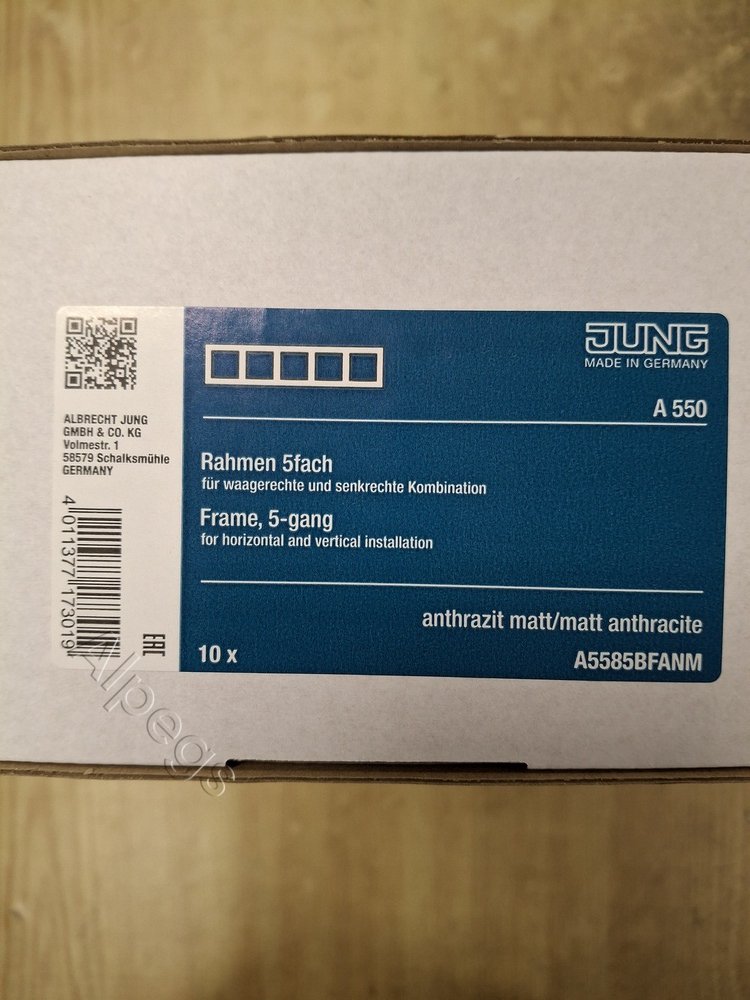 ALBRECHT JUNG
GMBH & CO. KG
Volmestr. 1
58579 Schalksmühle
GERMANY
4 011377 173019
EAC
JUNG
MADE IN GERMANY
A 550
Rahmen 5fach
für waagerechte und senkrechte Kombination
Frame, 5-gang
for horizontal and vertical installation
anthrazit matt/matt anthracite
10 x
A5585BFANM
Alpegs